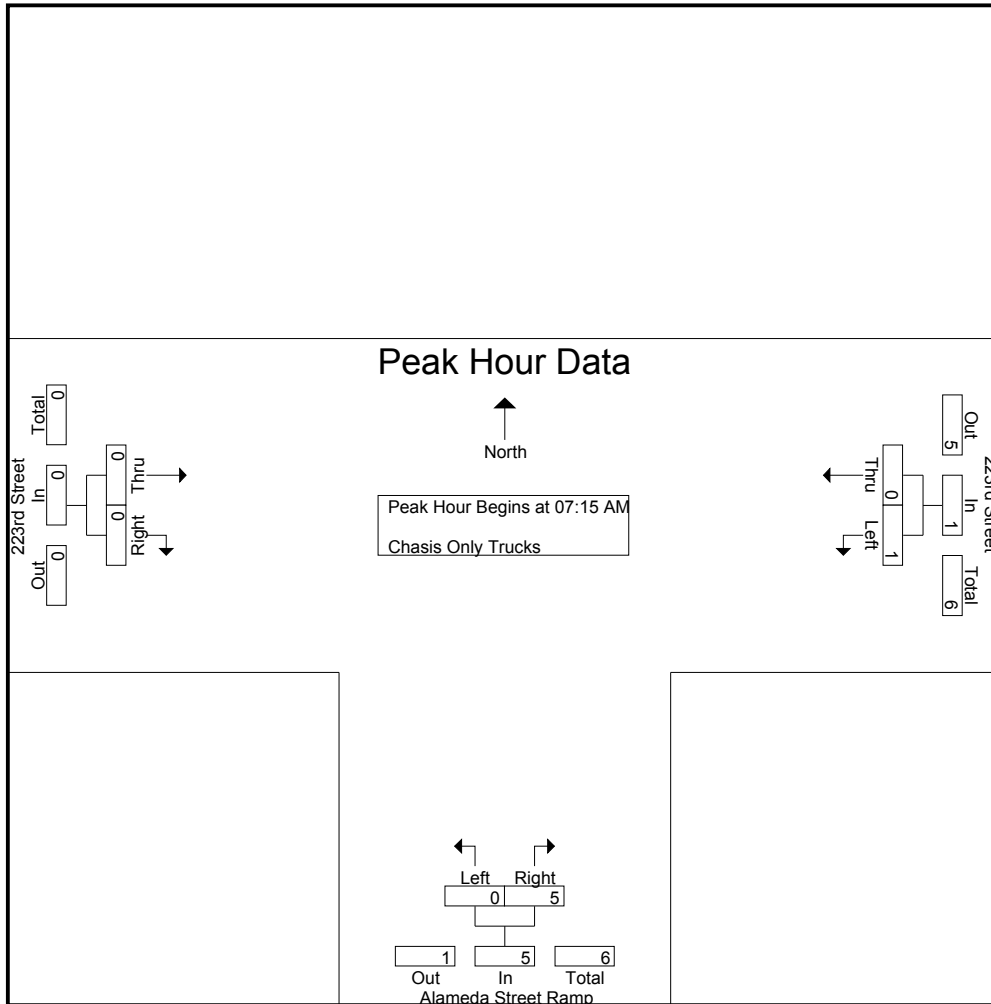 Peak Hour Data
North
Peak Hour Begins at 07:15 AM
Chasis Only Trucks
223rd Street
Total
0
In
0
Out
0
Thru
0
Right
0
223rd Street
Out
5
In
1
Total
6
Thru
0
Left
1
Left Right
0 5
1 5 6
Out In Total
Alameda Street Ramp